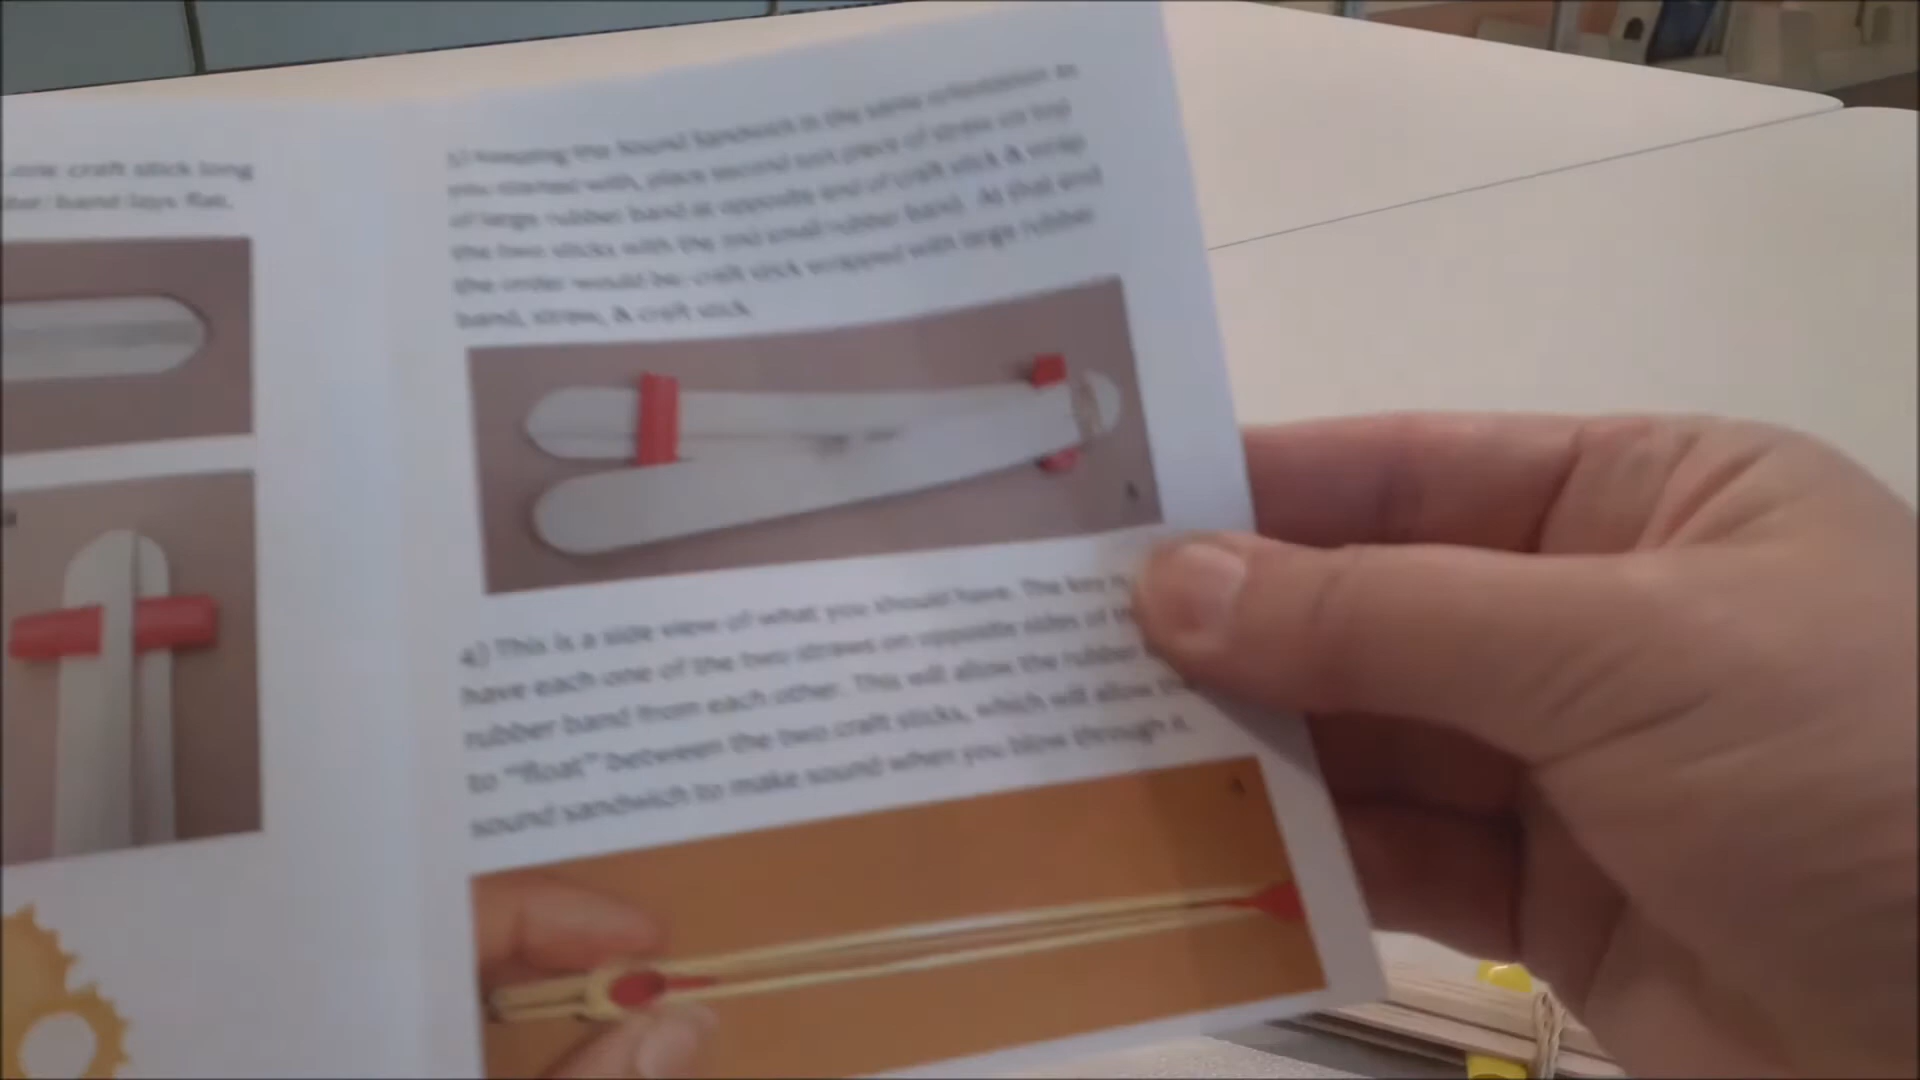 craft stick long
band lays flat.
3) Keeping the Sound Sandwich in the same orientation as
you started with, place second cut piece of straw on top
of large rubber band at opposite end of craft stick & wrap
the two sticks with the 2nd small rubber band. At that end
the order would be: craft stick wrapped with large rubber
band, straw, & craft stick.
4) This is a side view of what you should have. The key is
have each one of the two straws on opposite sides of
rubber band from each other. This will allow the rubber
to "float" between the two craft sticks, which will allow
sound sandwich to make sound when you blow through it.